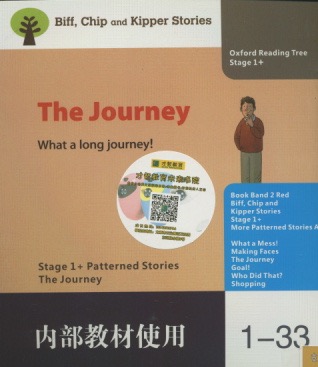 Biff, Chip and Kipper Stories
Oxford Reading Tree
Stage 1+
The Journey
What a long journey!
Book Band 2 Red
Biff, Chip and
Kipper Stories
Stage 1+
More Patterned Stories A
What a Mess!
Making Faces
The Journey
Goal!
Who Did That?
Shopping
Stage 1+ Patterned Stories
The Journey
内部教材使用
1-33